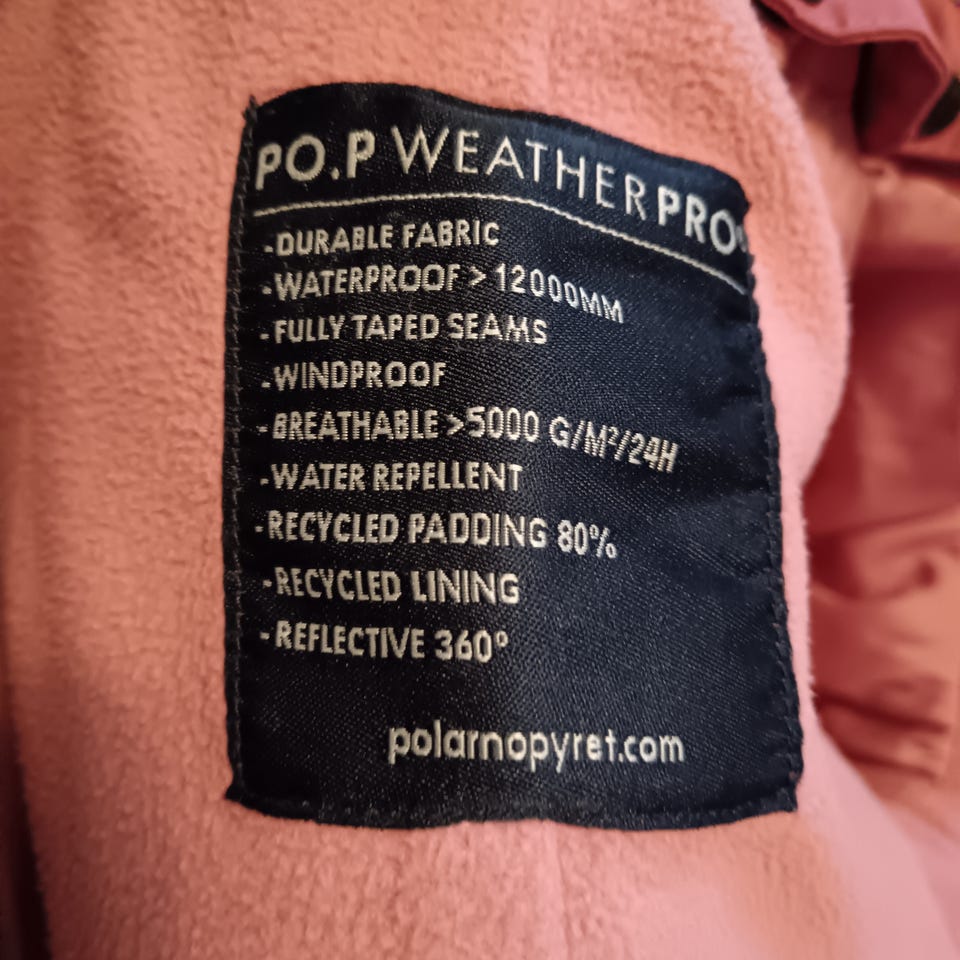 PO.P WEATHERPRO
-DURABLE FABRIC
-WATERPROOF > 12000MM
-FULLY TAPED SEAMS
-WINDPROOF
-BREATHABLE >5000 G/M²/24H
-WATER REPELLENT
-RECYCLED PADDING 80%
-RECYCLED LINING
-REFLECTIVE 360°
polarnopyret.com